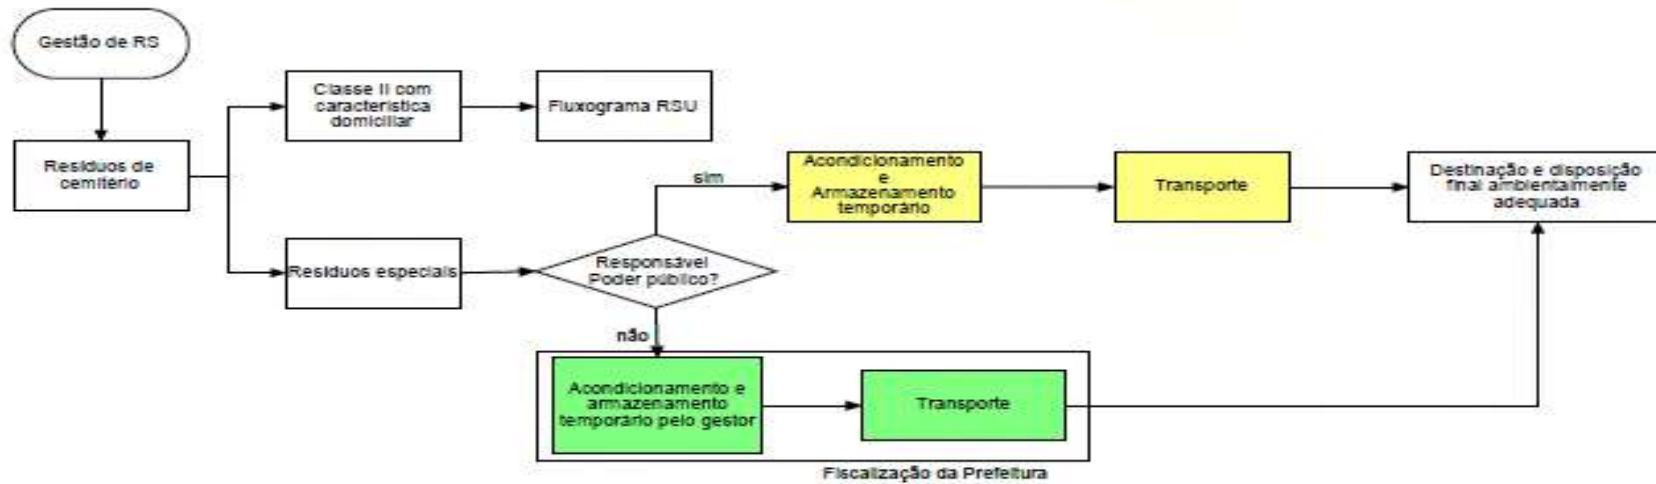 Gestão de RS
Resíduos de
cemitério
Classe II com
característica
domiciliar
Fluxograma RSU
Resíduos especiais
Responsável
Poder público?
sim
Acondicionamento
e
Armazenamento
temporário
Transporte
Destinação e disposição
final ambientalmente
adequada
não
Acondicionamento e
armazenamento
temporário pelo gestor
Transporte
Fiscalização da Prefeitura